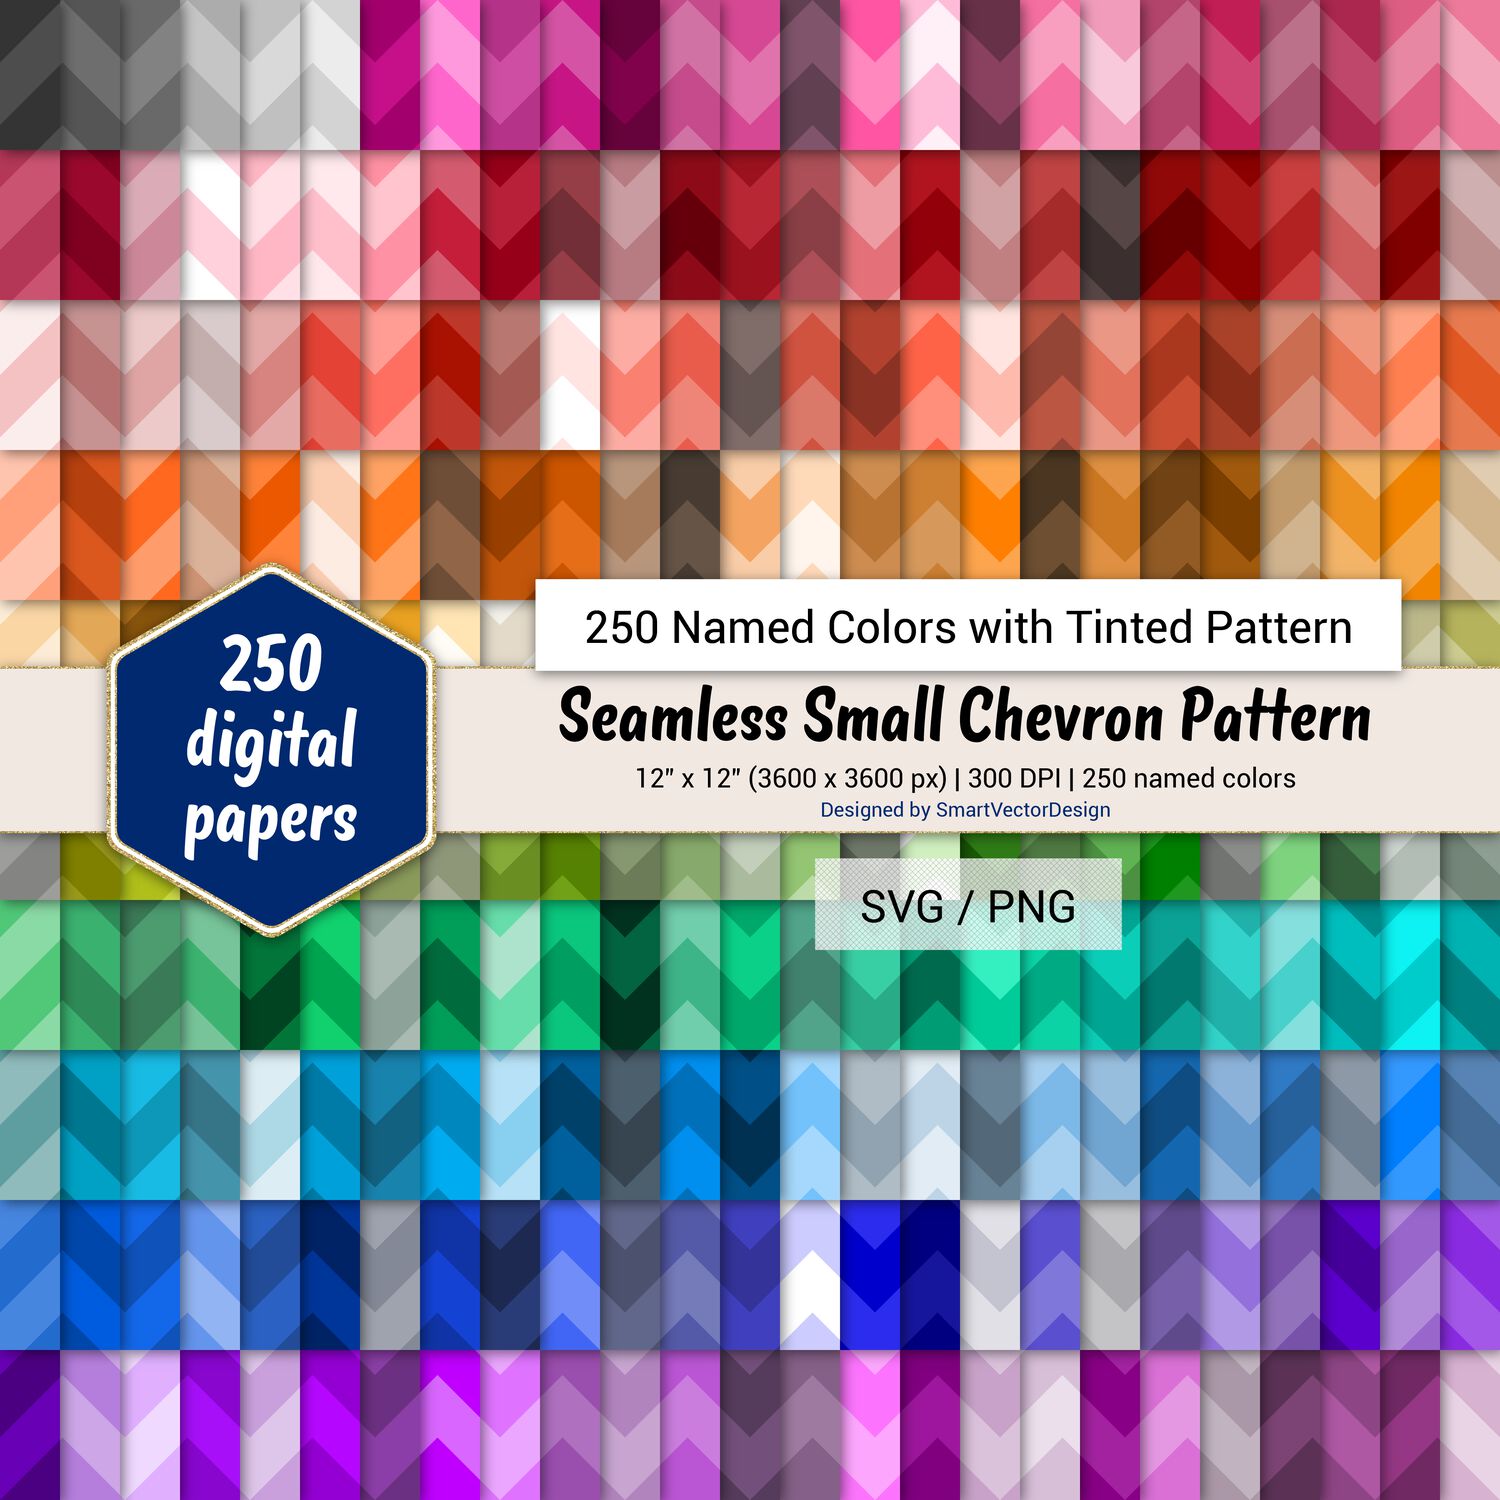 250
digital
papers
250 Named Colors with Tinted Pattern
Seamless Small Chevron Pattern
12" x 12" (3600 x 3600 px) | 300 DPI | 250 named colors
Designed by SmartVectorDesign
SVG / PNG